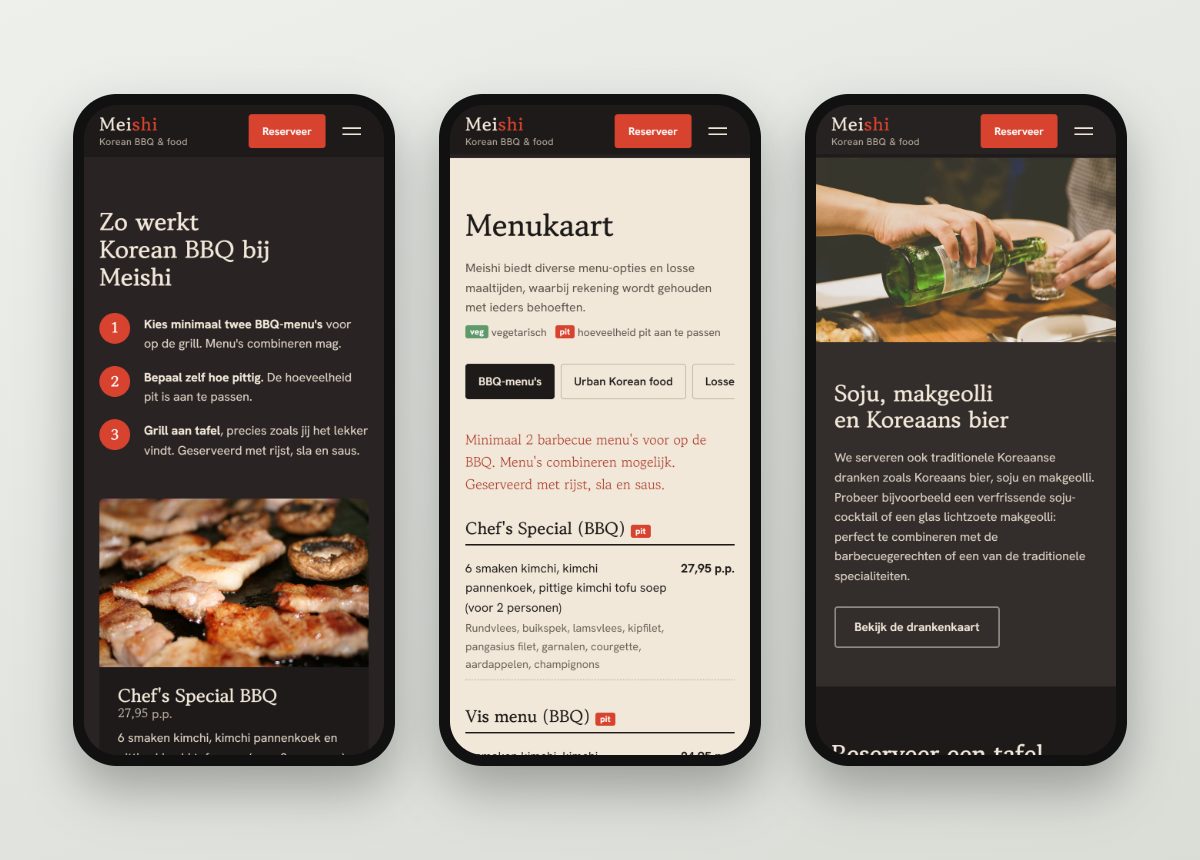 Meishi
Korean BBQ & food
Reserveer
Zo werkt
Korean BBQ bij
Meishi
1
Kies minimaal twee BBQ-menu's voor
op de grill. Menu's combineren mag.
2
Bepaal zelf hoe pittig. De hoeveelheid
pit is aan te passen.
3
Grill aan tafel, precies zoals jij het lekker
vindt. Geserveerd met rijst, sla en saus.
Chef's Special BBQ
27,95 p.p.
6 smaken kimchi, kimchi pannenkoek en
Meishi
Korean BBQ & food
Reserveer
Menukaart
Meishi biedt diverse menu-opties en losse
maaltijden, waarbij rekening wordt gehouden
met ieders behoeften.
veg vegetarisch pit hoeveelheid pit aan te passen
BBQ-menu's Urban Korean food Losse
Minimaal 2 barbecue menu's voor op de
BBQ. Menu's combineren mogelijk.
Geserveerd met rijst, sla en saus.
Chef's Special (BBQ) pit
6 smaken kimchi, kimchi 27,95 p.p.
pannenkoek, pittige kimchi tofu soep
(voor 2 personen)
Rundvlees, buikspek, lamsvlees, kipfilet,
pangasius filet, garnalen, courgette,
aardappelen, champignons
Vis menu (BBQ) pit
Meishi
Korean BBQ & food
Reserveer
Soju, makgeolli
en Koreaans bier
We serveren ook traditionele Koreaanse
dranken zoals Koreans bier, soju en makgeolli.
Probeer bijvoorbeeld een verfrissende soju-
cocktail of een glas lichtzoete makgeolli:
perfect te combineren met de
barbecuegerechten of een van de traditionele
specialiteiten.
Bekijk de drankenkaart
Reserveer een tafel